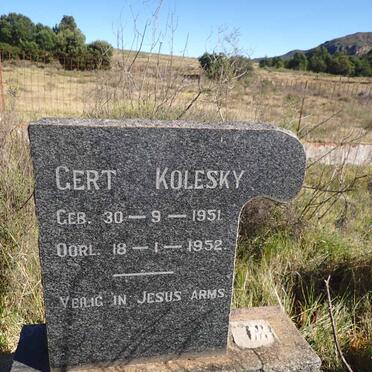 GERT KOLESKY
GEB. 30 — 9 — 1951.
OORL. 18 — 1 — 1952.
VEILIG IN JESUS ARMS.